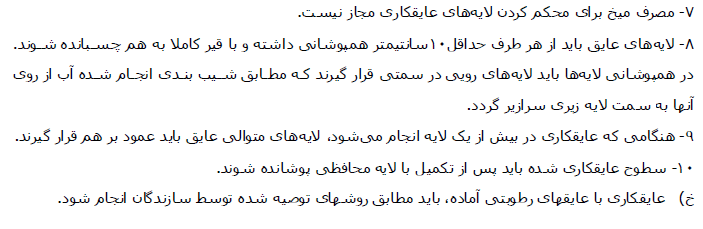 ۷- مصرف میخ برای محکم کردن لایه‌های عایقکاری مجاز نیست.
۸- لایه‌های عایق باید از هر طرف حداقل۱۰سانتیمتر همپوشانی داشته و با قیر کاملا به هم چسبانده شوند.
در همپوشانی لایه‌ها باید لایه‌های رویی در سمتی قرار گیرند که مطابق شیب بندی انجام شده آب از روی
آنها به سمت لایه زیری سرازیر گردد.
۹- هنگامی که عایقکاری در بیش از یک لایه انجام می‌شود، لایه‌های متوالی عایق باید عمود بر هم قرار گیرند.
۱۰- سطوح عایقکاری شده باید پس از تکمیل با لایه محافظی پوشانده شوند.
خ) عایقکاری با عایقهای رطوبتی آماده، باید مطابق روشهای توصیه شده توسط سازندگان انجام شود.